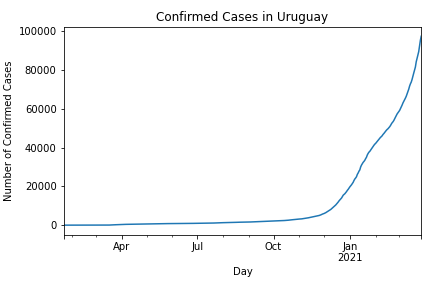 Confirmed Cases in Uruguay
100000
80000
60000
40000
20000
0
Number of Confirmed Cases
Apr
Jul
Oct
Jan
2021
Day